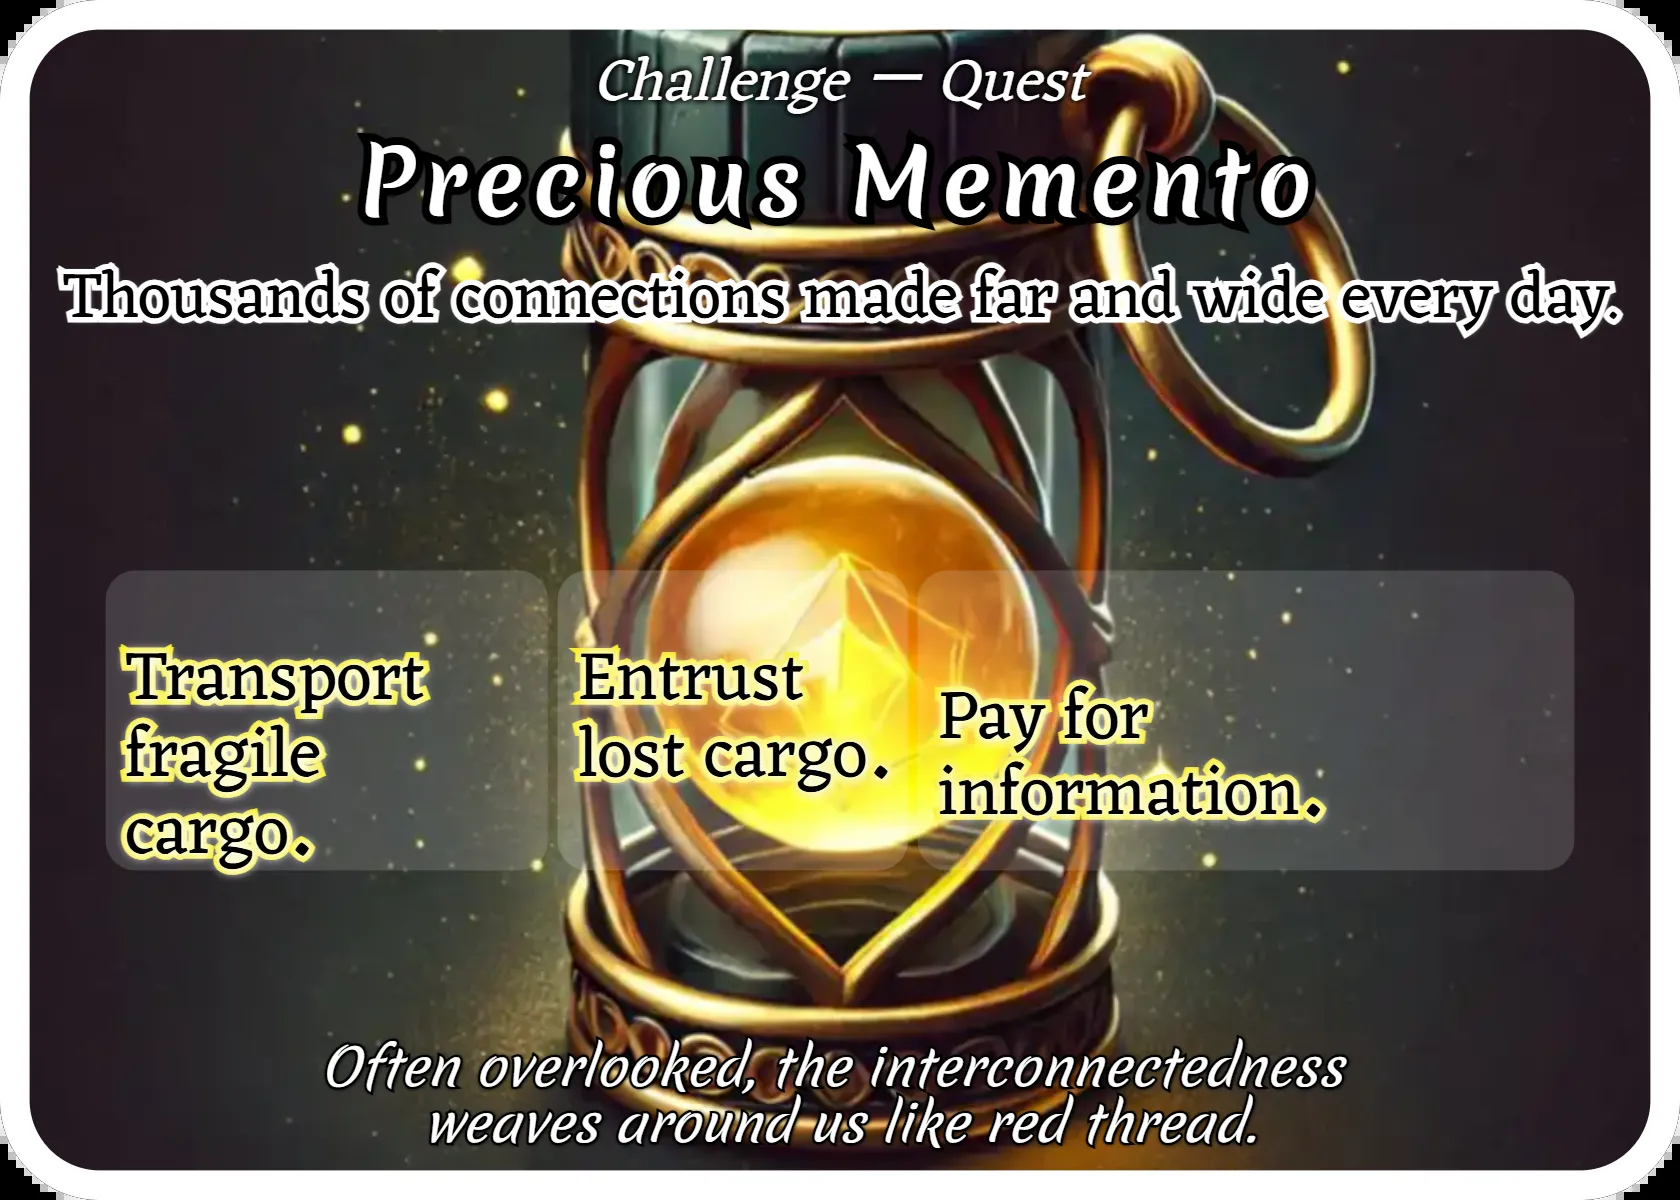 Challenge — Quest
Precious Memento
Thousands of connections made far and wide every day.
Transport
fragile
cargo.
Entrust
lost cargo.
Pay for
information.
Often overlooked, the interconnectedness
weaves around us like red thread.